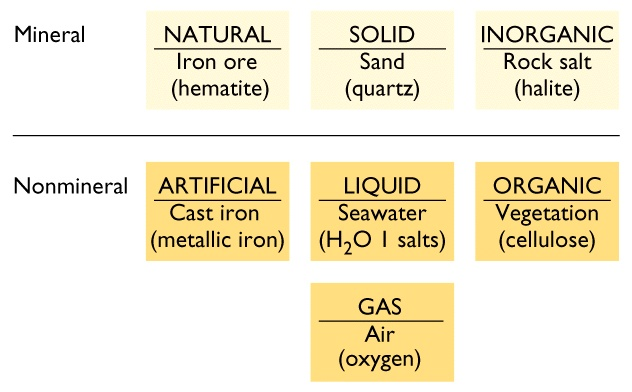 Mineral
NATURAL
Iron ore
(hematite)
SOLID
Sand
(quartz)
INORGANIC
Rock salt
(halite)
Nonmineral
ARTIFICIAL
Cast iron
(metallic iron)
LIQUID
Seawater
(H₂O 1 salts)
ORGANIC
Vegetation
(cellulose)
GAS
Air
(oxygen)